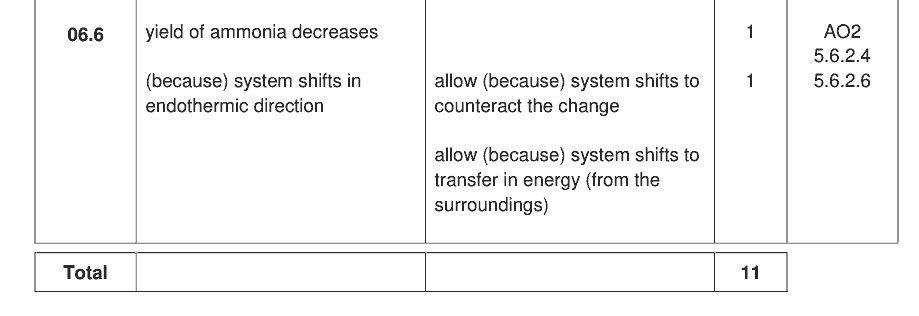 06.6
yield of ammonia decreases
1
AO2
5.6.2.4
(because) system shifts in
endothermic direction
allow (because) system shifts to
counteract the change
1
5.6.2.6
allow (because) system shifts to
transfer in energy (from the
surroundings)
Total
11